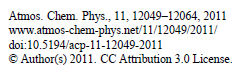 Atmos. Chem. Phys., 11, 12049–12064, 2011
www.atmos-chem-phys.net/11/12049/2011/
doi:10.5194/acp-11-12049-2011
© Author(s) 2011. CC Attribution 3.0 License.